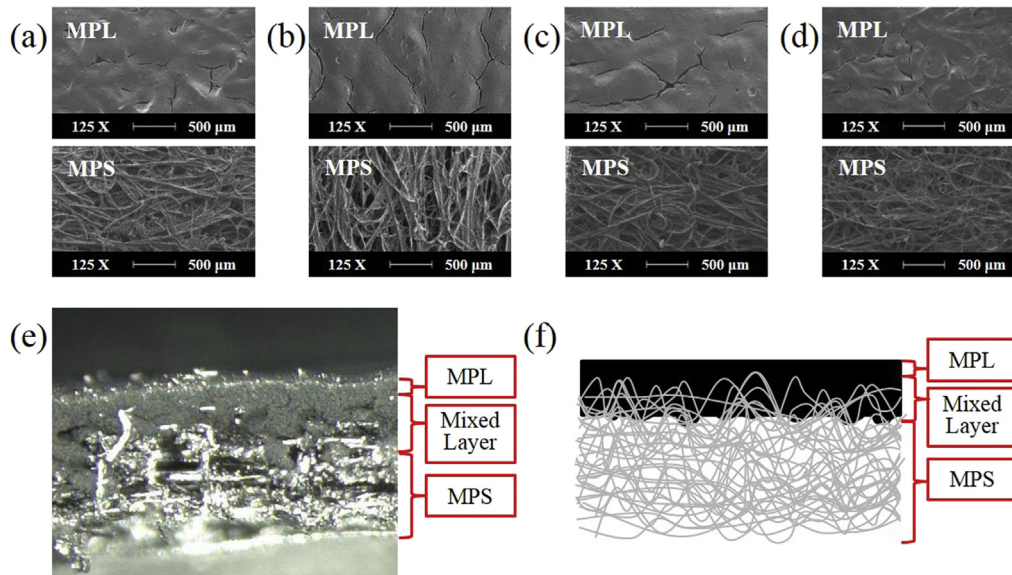 (a)
MPL
125 X 500 µm
MPS
125 X 500 µm
(b)
MPL
125 X 500 µm
MPS
125 X 500 µm
(c)
MPL
125 X 500 µm
MPS
125 X 500 µm
(d)
MPL
125 X 500 µm
MPS
125 X 500 µm
(e)
MPL
Mixed
Layer
MPS
(f)
MPL
Mixed
Layer
MPS